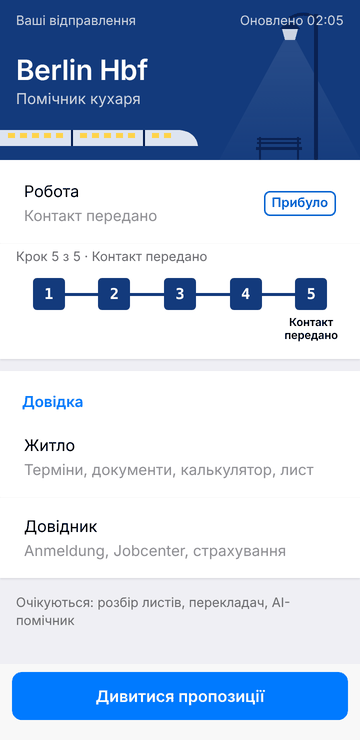 Ваші відправлення
Оновлено 02:05
Berlin Hbf
Помічник кухаря
Робота
Контакт передано
Прибуло
Крок 5 з 5 · Контакт передано
1 2 3 4 5
Контакт
передано
Довідка
Житло
Терміни, документи, калькулятор, лист
Довідник
Anmeldung, Jobcenter, страхування
Очікуються: розбір листів, перекладач, AI-
помічник
Дивитися пропозиції